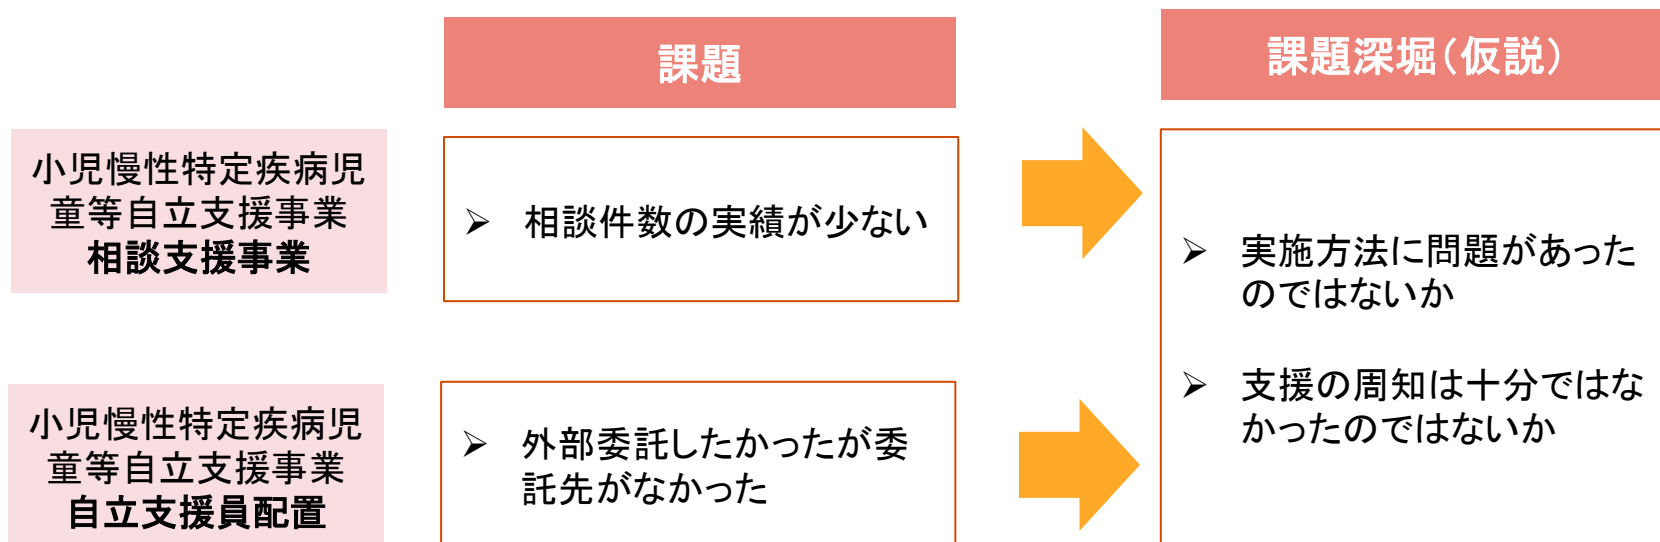 課題
課題深堀（仮説）
小児慢性特定疾病児
童等自立支援事業
相談支援事業
➢ 相談件数の実績が少ない
➢ 実施方法に問題があった
のではないか
➢ 支援の周知は十分ではな
かったのではないか
小児慢性特定疾病児
童等自立支援事業
自立支援員配置
➢ 外部委託したかったが委
託先がなかった